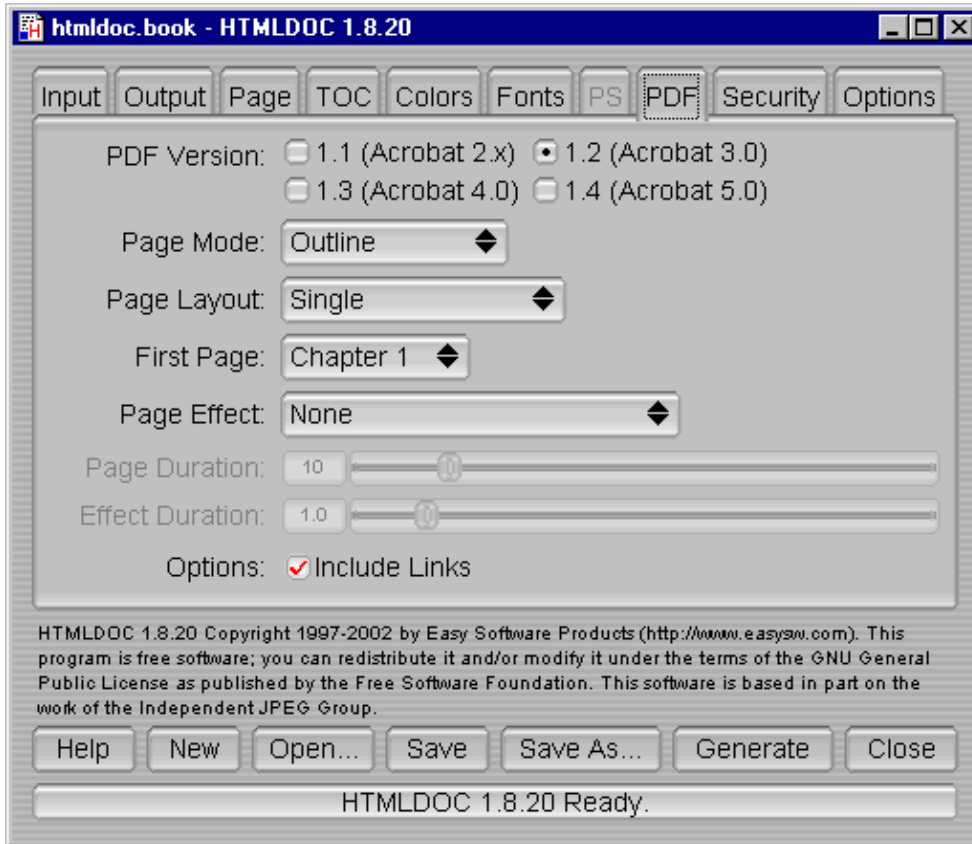 htmldoc.book - HTMLDOC 1.8.20
Input Output Page TOC Colors Fonts PS PDF Security Options
PDF Version: 1.1 (Acrobat 2.x) 1.2 (Acrobat 3.0)
1.3 (Acrobat 4.0) 1.4 (Acrobat 5.0)
Page Mode: Outline
Page Layout: Single
First Page: Chapter 1
Page Effect: None
Page Duration: 10
Effect Duration: 1.0
Options: Include Links
HTMLDOC 1.8.20 Copyright 1997-2002 by Easy Software Products (http://www.easysw.com). This
program is free software; you can redistribute it and/or modify it under the terms of the GNU General
Public License as published by the Free Software Foundation. This software is based in part on the
work of the Independent JPEG Group.
Help New Open... Save Save As... Generate Close
HTMLDOC 1.8.20 Ready.